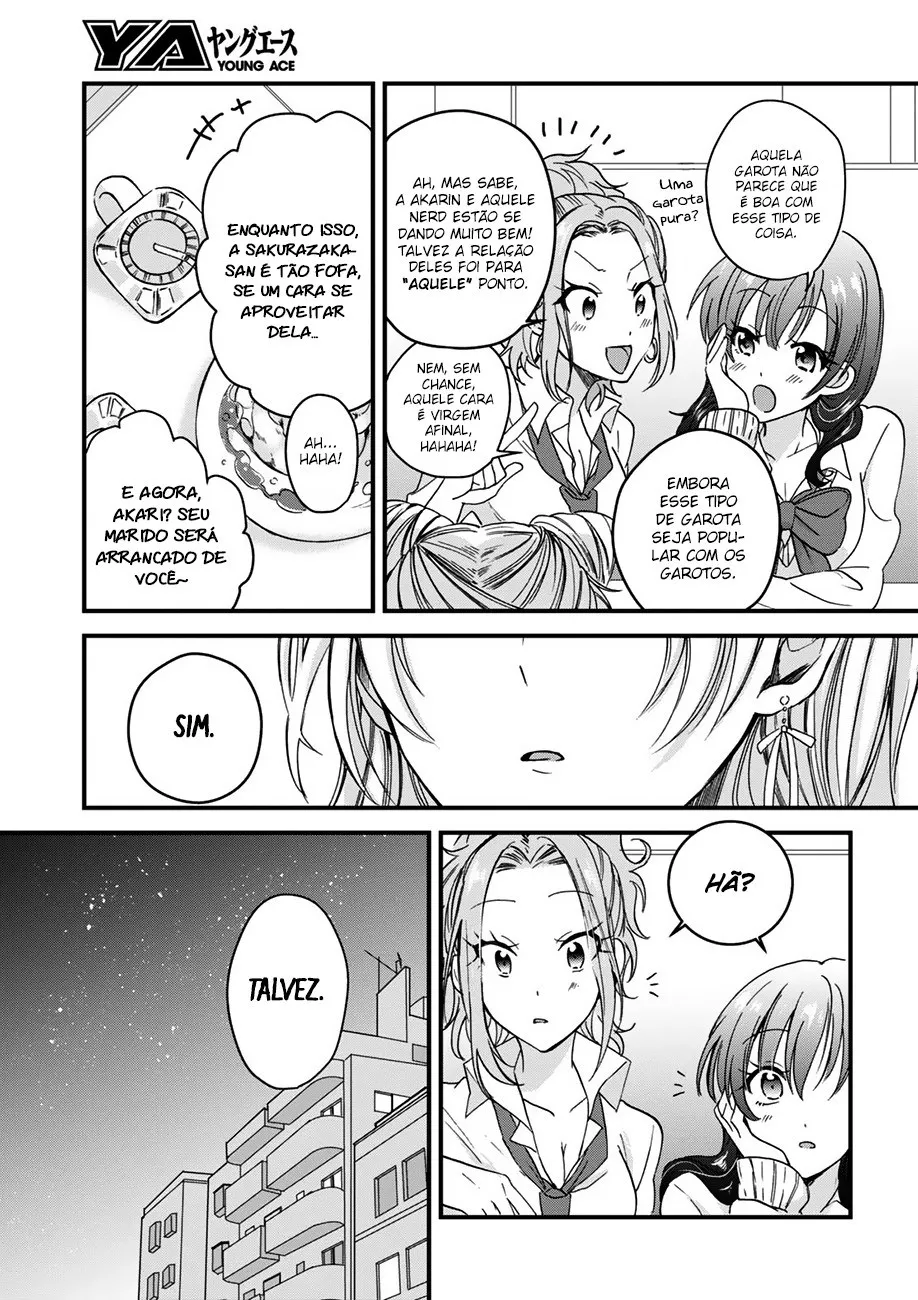 YA ヤングエース
YOUNG ACE
AQUELA
GAROTA NÃO
PARECE QUE
É BOA COM
ESSE TIPO DE
COISA.
Uma
garota
pura?
AH, MAS SABE,
A AKARIN E AQUELE
NERD ESTÃO SE
DANDO MUITO BEM!
TALVEZ A RELAÇÃO
DELES FOI PARA
"AQUELE" PONTO.
NEM, SEM
CHANCE,
AQUELE CARA
É VIRGEM
AFINAL,
HAHAHA!
EMBORA
ESSE TIPO
DE GAROTA
SEJA POPU-
LAR COM OS
GAROTOS.
ENQUANTO ISSO,
A SAKURAZAKA-
SAN É TÃO FOFA,
SE UM CARA SE
APROVEITAR
DELA...
AH...
HAHA!
E AGORA,
AKARI? SEU
MARIDO SERÁ
ARRANCADO DE
VOCÊ~
SIM.
HÃ?
TALVEZ.